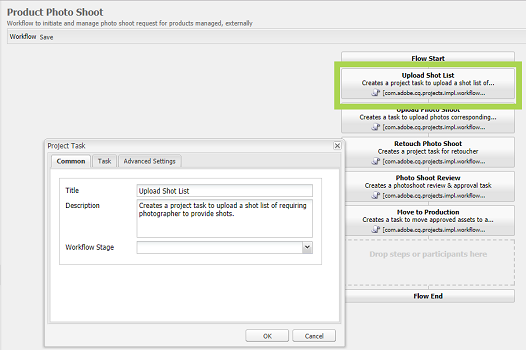 Product Photo Shoot
Workflow to initiate and manage photo shoot request for products managed, externally
Workflow Save
Flow Start
Upload Shot List
Creates a project task to upload a shot list of...
[com.adobe.cq.projects.impl.workflow...
Upload Photo Shoot
Creates a task to upload photos corresponding...
[com.adobe.cq.projects.impl.workflow...
Retouch Photo Shoot
Creates a project task for retoucher
[com.adobe.cq.projects.impl.workflow...
Photo Shoot Review
Creates a photoshoot review & approval task
[com.adobe.cq.projects.impl.workflow...
Move to Production
Creates a task to move approved assets to a...
[com.adobe.cq.projects.impl.workflow...
Drop steps or participants here
Flow End
Project Task
Common Task Advanced Settings
Title Upload Shot List
Description Creates a project task to upload a shot list of requiring
photographer to provide shots.
Workflow Stage
OK Cancel